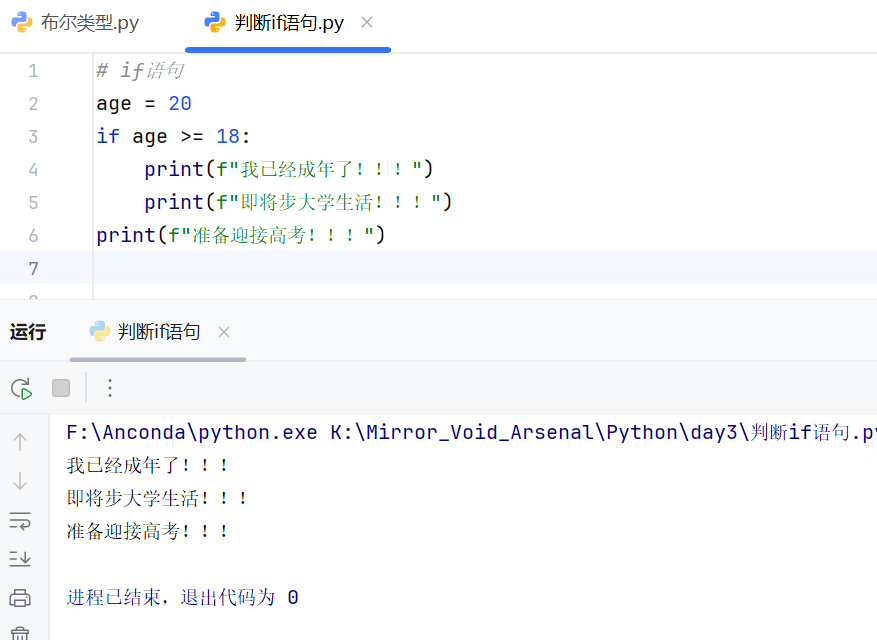 布尔类型.py 判断if语句.py
1 # if语句
2 age = 20
3 if age >= 18:
4     print(f"我已经成年了！！！")
5     print(f"即将步大学生活！！！")
6 print(f"准备迎接高考！！！")
7
运行 判断if语句
F:\Anconda\python.exe K:\Mirror_Void_Arsenal\Python\day3\判断if语句.py
我已经成年了！！！
即将步大学生活！！！
准备迎接高考！！！
进程已结束，退出代码为 0